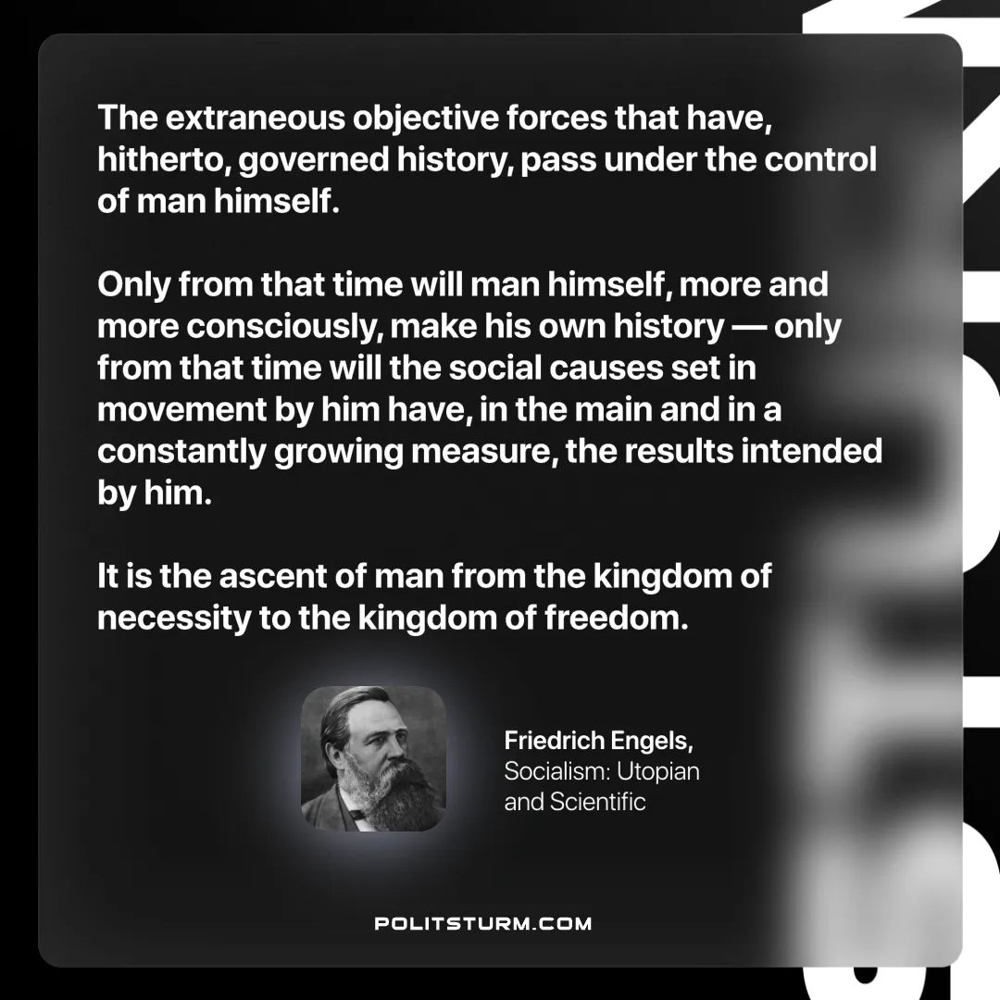 The extraneous objective forces that have,
hitherto, governed history, pass under the control
of man himself.
Only from that time will man himself, more and
more consciously, make his own history — only
from that time will the social causes set in
movement by him have, in the main and in a
constantly growing measure, the results intended
by him.
It is the ascent of man from the kingdom of
necessity to the kingdom of freedom.
Friedrich Engels,
Socialism: Utopian
and Scientific
POLITSTURM.COM